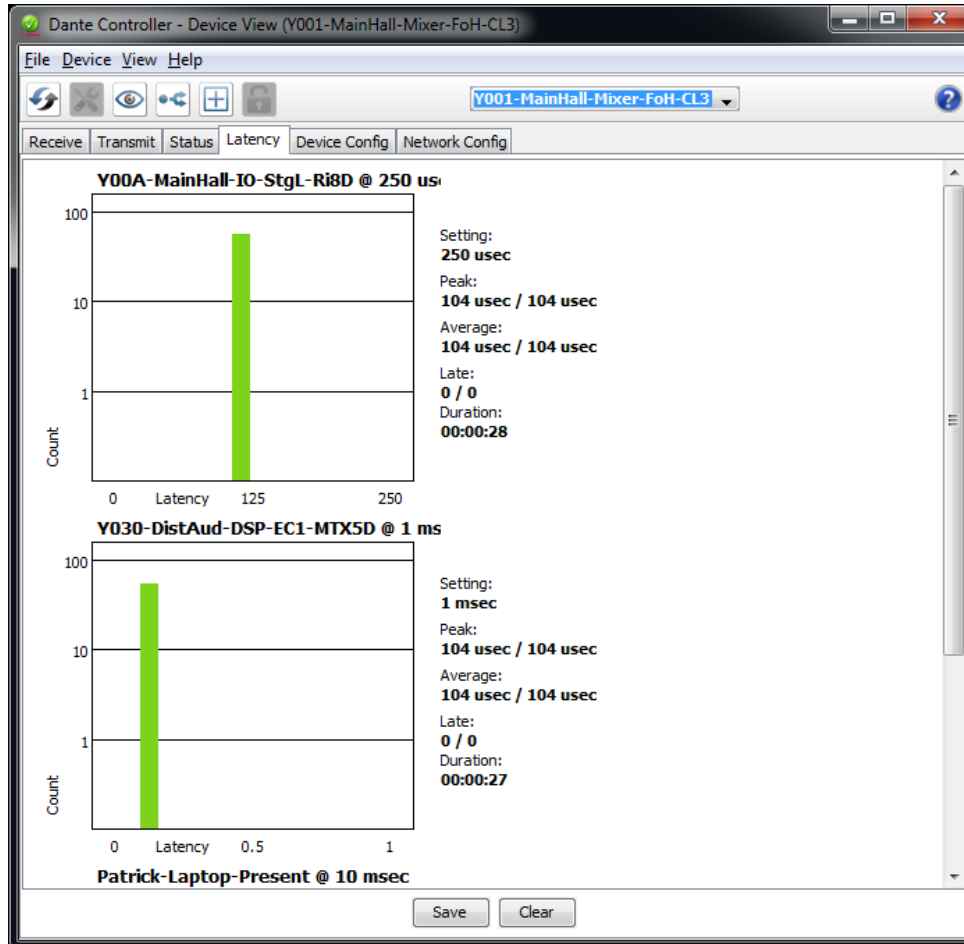 Dante Controller - Device View (Y001-MainHall-Mixer-FoH-CL3)
File Device View Help
Y001-MainHall-Mixer-FoH-CL3
?
Receive Transmit Status Latency Device Config Network Config
Y00A-MainHall-IO-StgL-Ri8D @ 250 use
100
10
1
Count
0 Latency 125 250
Setting:
250 usec
Peak:
104 usec / 104 usec
Average:
104 usec / 104 usec
Late:
0 / 0
Duration:
00:00:28
Y030-DistAud-DSP-EC1-MTX5D @ 1 ms
100
10
1
Count
0 Latency 0.5 1
Setting:
1 msec
Peak:
104 usec / 104 usec
Average:
104 usec / 104 usec
Late:
0 / 0
Duration:
00:00:27
Patrick-Laptop-Present @ 10 msec
Save Clear